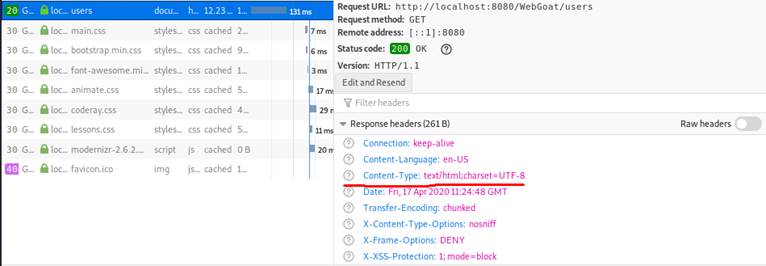 20 G... loc... users docu... h... 12.23 ... 1... 131 ms
30 G... loc... main.css styles... css cached 2... 7 ms
30 G... loc... bootstrap.min.css styles... css cached 9... 6 ms
30 G... loc... font-awesome.mi... styles... css cached 1... 3 ms
30 G... loc... animate.css styles... css cached 1... 17 ms
30 G... loc... coderay.css styles... css cached 4... 29 m
30 G... loc... lessons.css styles... css cached 1... 11 ms
30 G... loc... modernizr-2.6.2.... script js cached 0 B 20 m
40 G... loc... favicon.ico img js... cached 1...
Request URL: http://localhost:8080/WebGoat/users
Request method: GET
Remote address: [::1]:8080
Status code: 200 OK
Version: HTTP/1.1
Edit and Resend
Filter headers
Response headers (261 B) Raw headers
Connection: keep-alive
Content-Language: en-US
Content-Type: text/html;charset=UTF-8
Date: Fri, 17 Apr 2020 11:24:48 GMT
Transfer-Encoding: chunked
X-Content-Type-Options: nosniff
X-Frame-Options: DENY
X-XSS-Protection: 1; mode=block